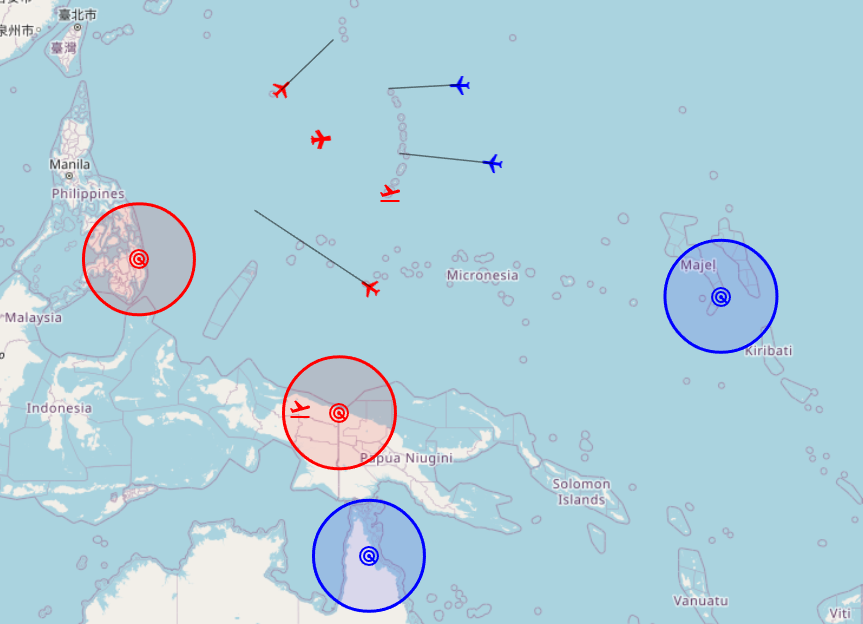 臺北市
泉州市
臺灣
Manila
Philippines
Majel
Micronesia
Malaysia
Kiribati
Indonesia
Papua Niugini
Solomon
Islands
Vanuatu
Viti